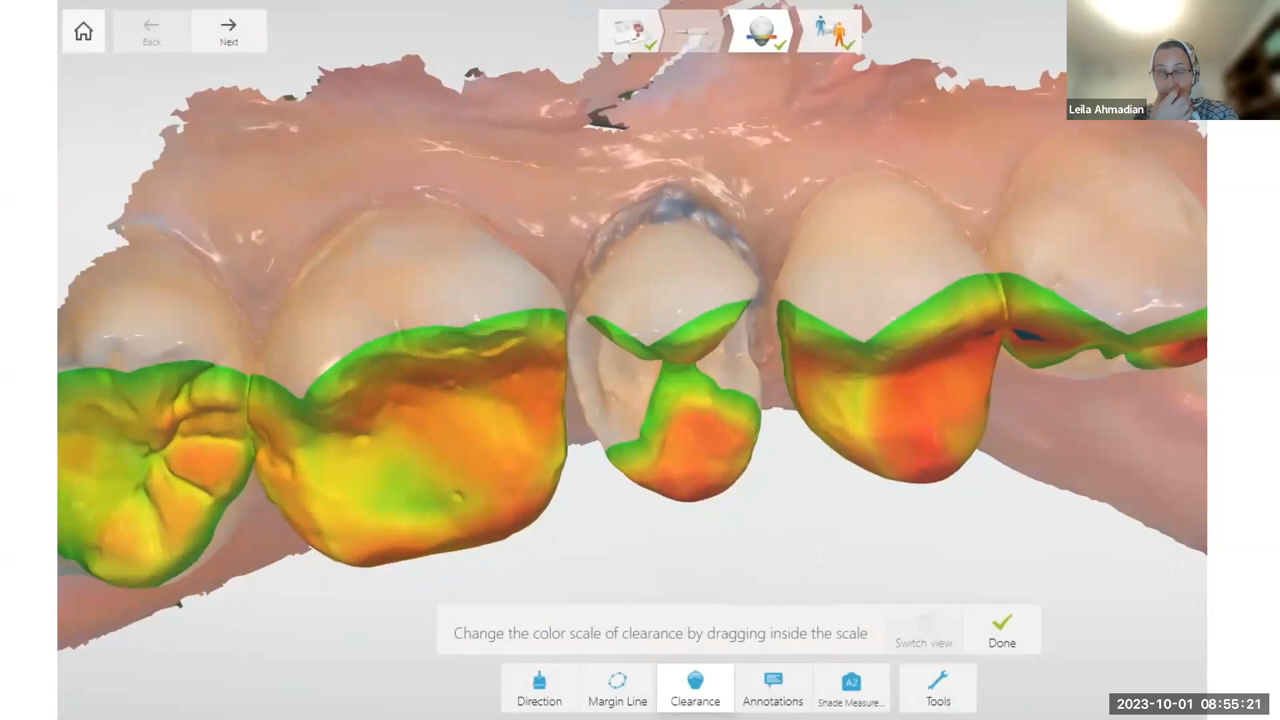 Back
Next
Leila Ahmadian
Change the color scale of clearance by dragging inside the scale
Switch view
Done
Direction
Margin Line
Clearance
Annotations
A2
Shade Measure...
Tools
2023-10-01 08:55:21